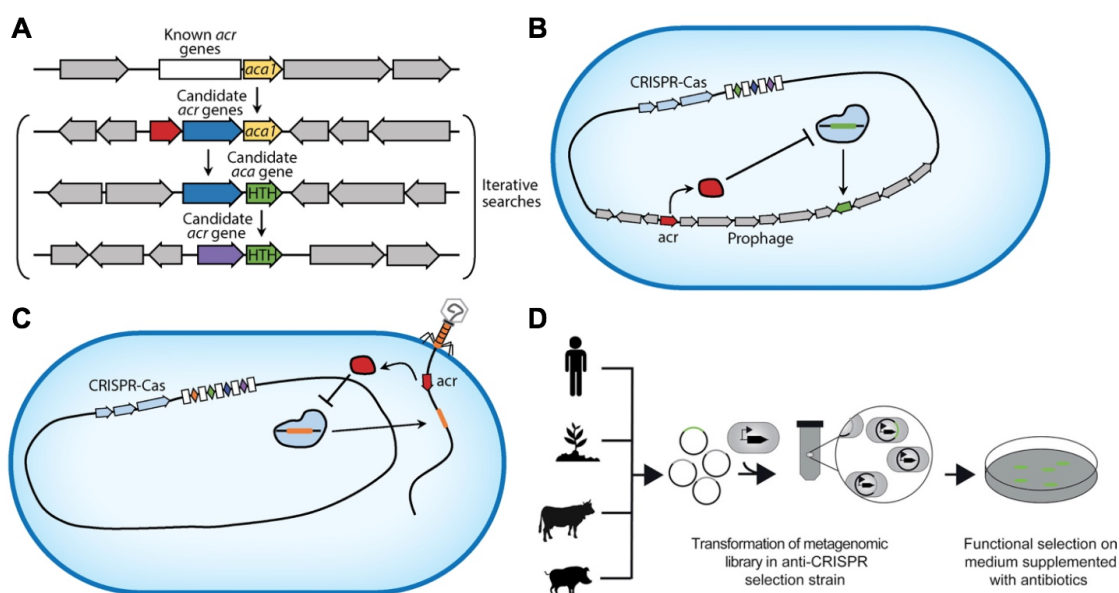 A
Known acr
genes
aca1
Candidate
acr genes
aca1
Candidate
aca gene
HTH
Candidate
acr gene
HTH
Iterative
searches
B
CRISPR-Cas
acr
Prophage
C
CRISPR-Cas
acr
D
Transformation of metagenomic
library in anti-CRISPR
selection strain
Functional selection on
medium supplemented
with antibiotics